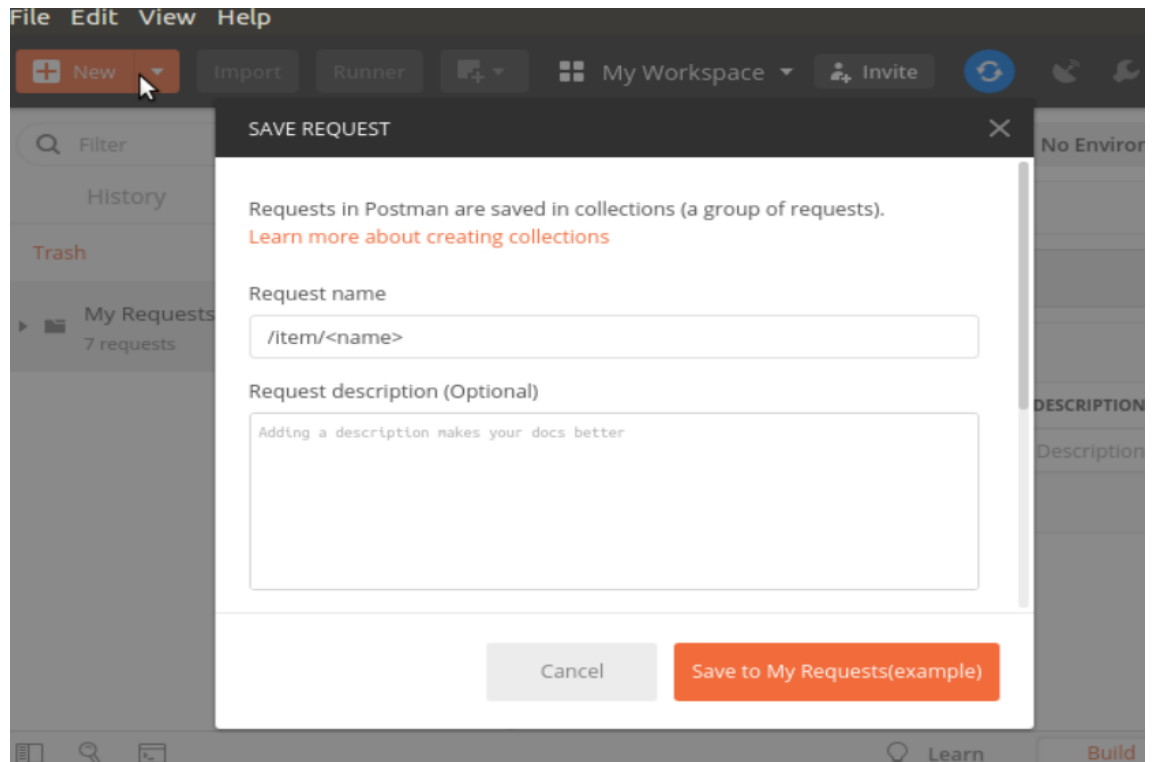 File Edit View Help
New Import Runner My Workspace Invite
SAVE REQUEST
Filter
No Environ
History
Requests in Postman are saved in collections (a group of requests).
Learn more about creating collections
Trash
Request name
My Requests
/item/<name>
7 requests
Request description (Optional)
DESCRIPTION
Adding a description makes your docs better
Description
Cancel
Save to My Requests(example)
Learn
Build